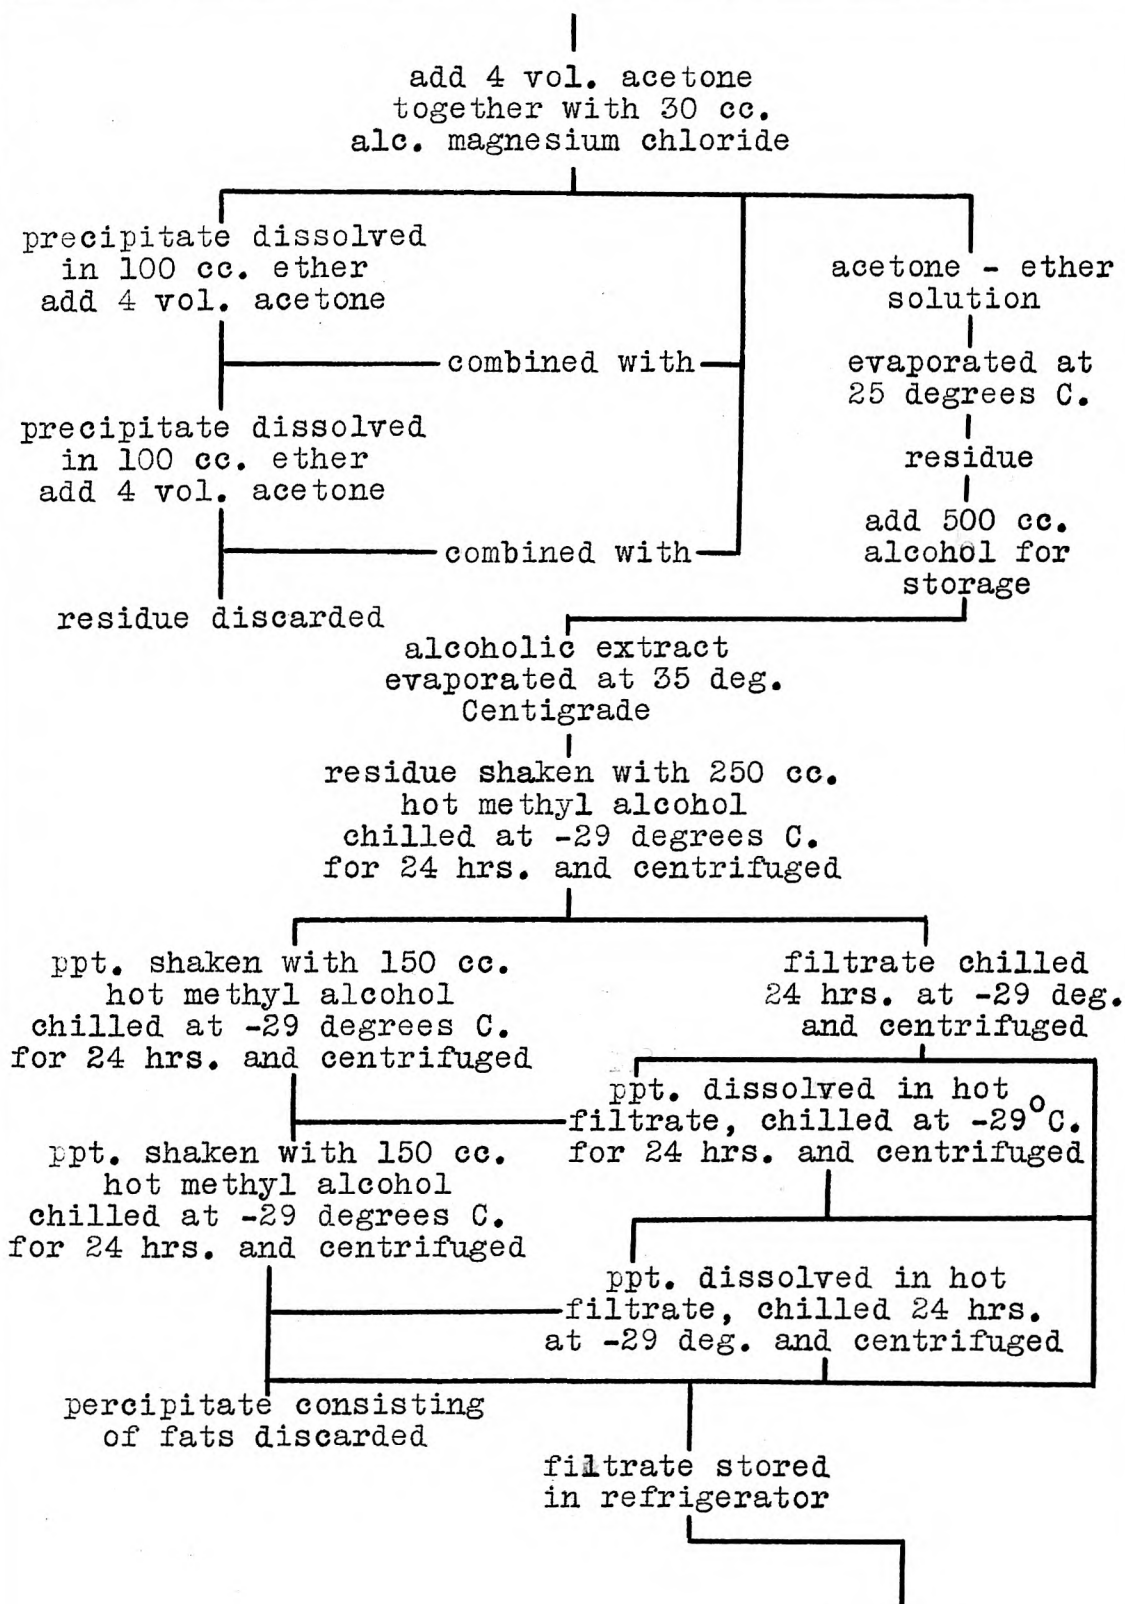 add 4 vol. acetone
together with 30 cc.
alc. magnesium chloride
precipitate dissolved
in 100 cc. ether
add 4 vol. acetone
acetone - ether
solution
combined with
evaporated at
25 degrees C.
precipitate dissolved
in 100 cc. ether
add 4 vol. acetone
residue
add 500 cc.
alcohol for
storage
combined with
residue discarded
alcoholic extract
evaporated at 35 deg.
Centigrade
residue shaken with 250 cc.
hot methyl alcohol
chilled at -29 degrees C.
for 24 hrs. and centrifuged
ppt. shaken with 150 cc.
hot methyl alcohol
chilled at -29 degrees C.
for 24 hrs. and centrifuged
filtrate chilled
24 hrs. at -29 deg.
and centrifuged
ppt. dissolved in hot
filtrate, chilled at -29°C.
for 24 hrs. and centrifuged
ppt. shaken with 150 cc.
hot methyl alcohol
chilled at -29 degrees C.
for 24 hrs. and centrifuged
ppt. dissolved in hot
filtrate, chilled 24 hrs.
at -29 deg. and centrifuged
percipitate consisting
of fats discarded
filtrate stored
in refrigerator